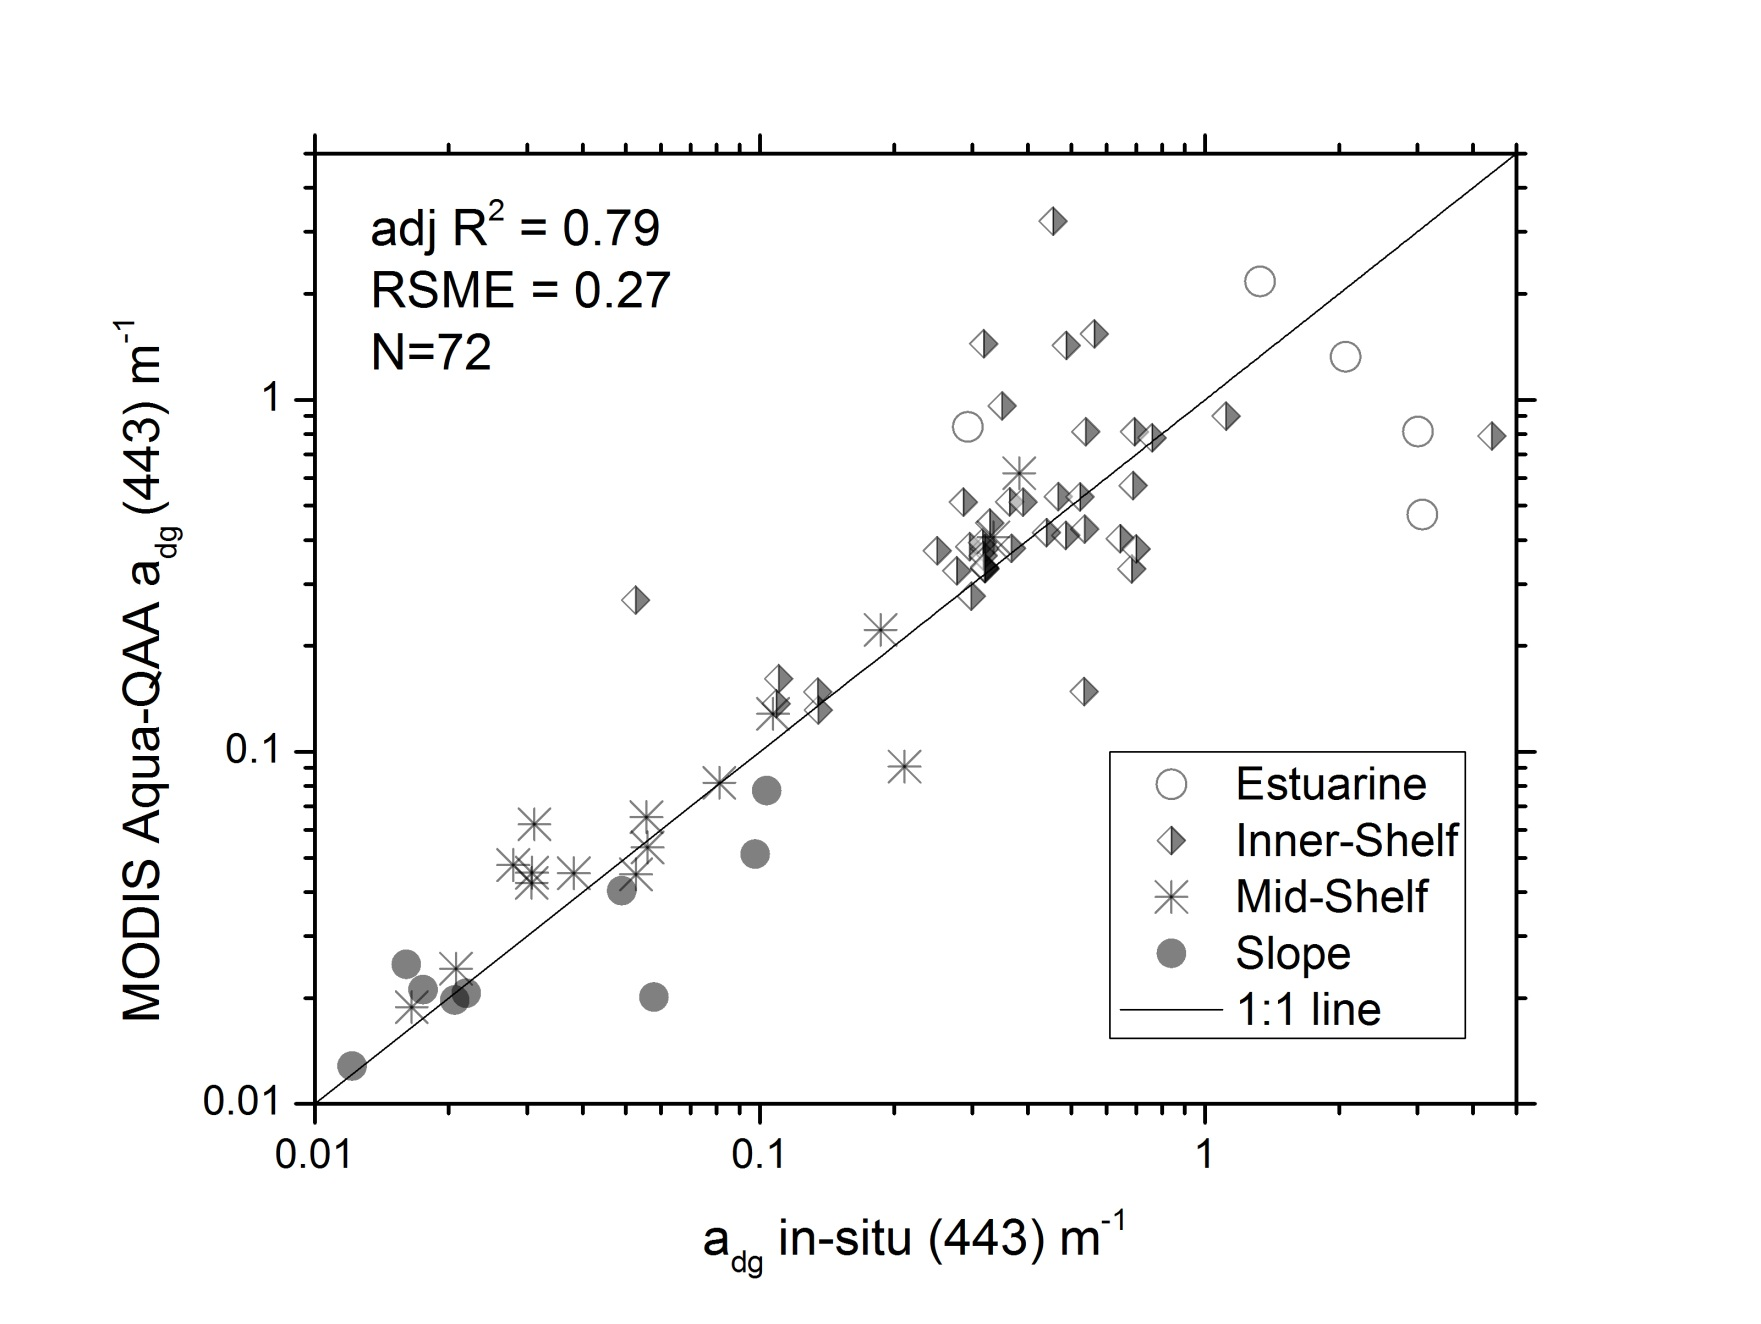 adj R² = 0.79
RSME = 0.27
N=72
MODIS Aqua-QAA a_dg (443) m⁻¹
1
0.1
0.01
0.01
0.1
1
a_dg in-situ (443) m⁻¹
Estuarine
Inner-Shelf
Mid-Shelf
Slope
1:1 line